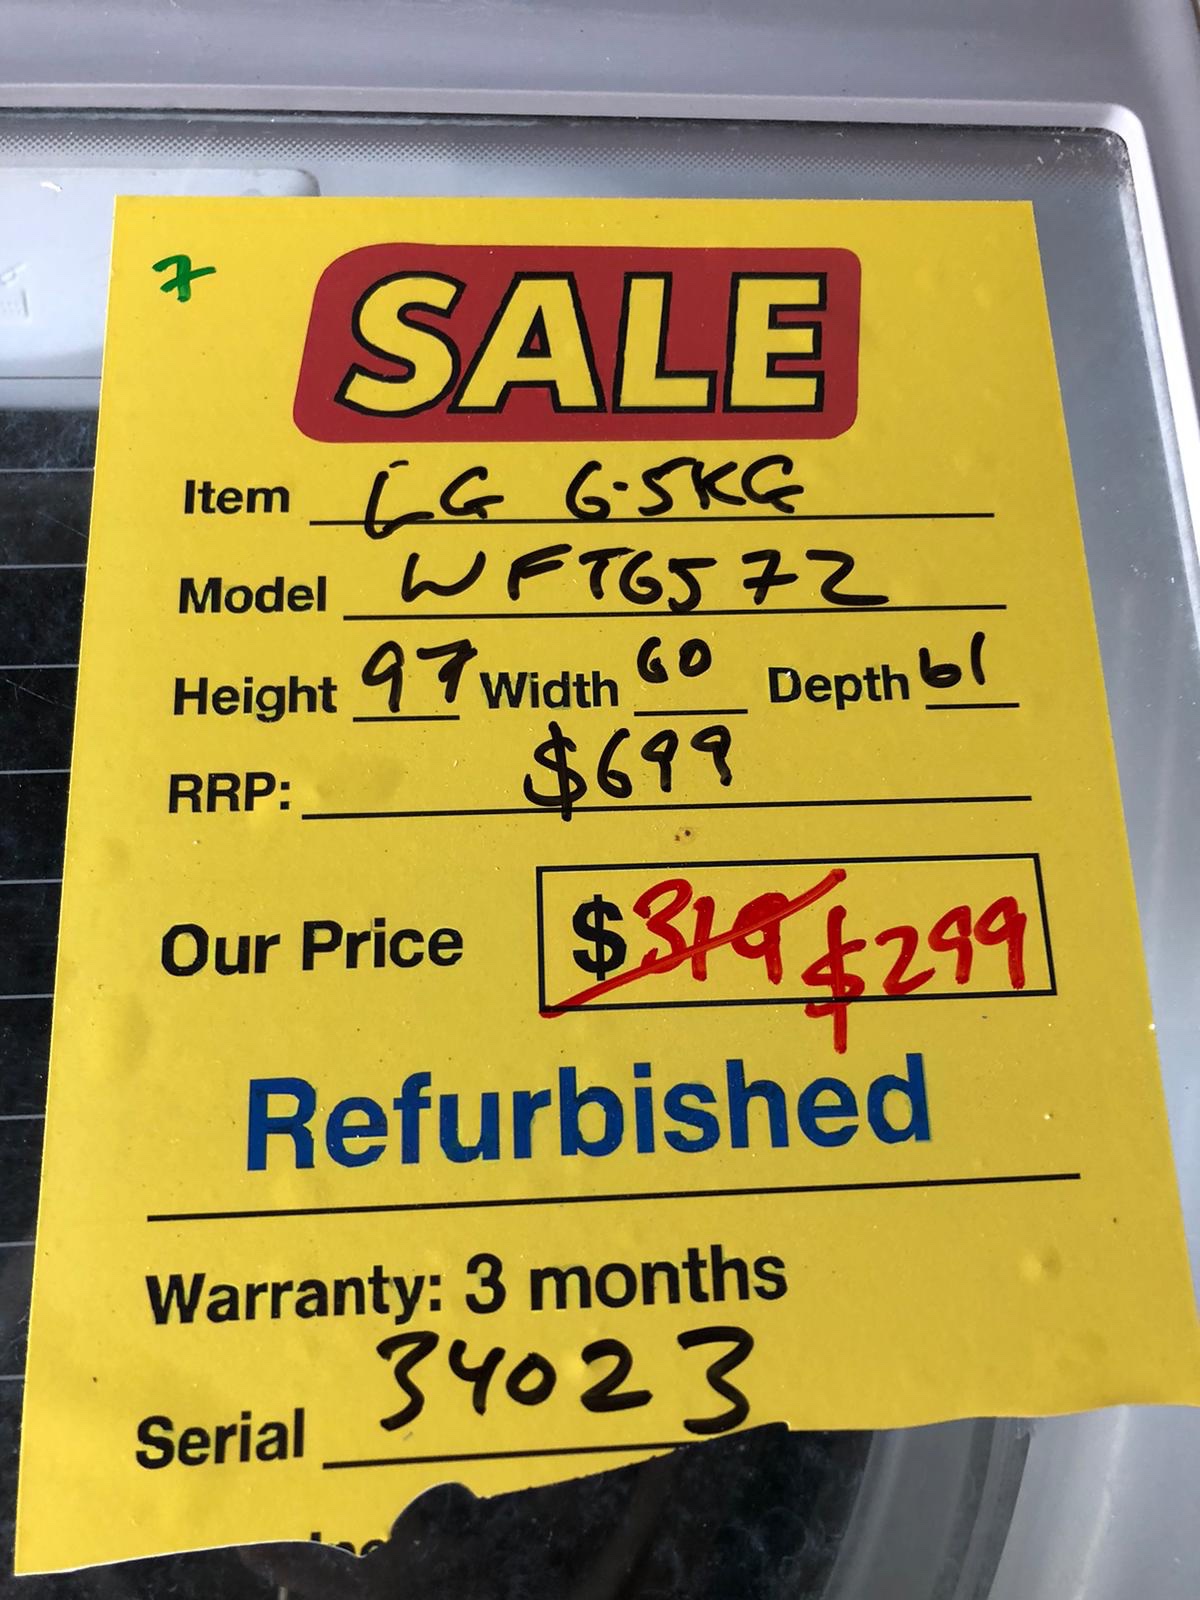 7
SALE
Item LG 6.5KG
Model WFT657Z
Height 97 Width 60 Depth 61
RRP: $699
Our Price $319 $299
Refurbished
Warranty: 3 months
34023
Serial